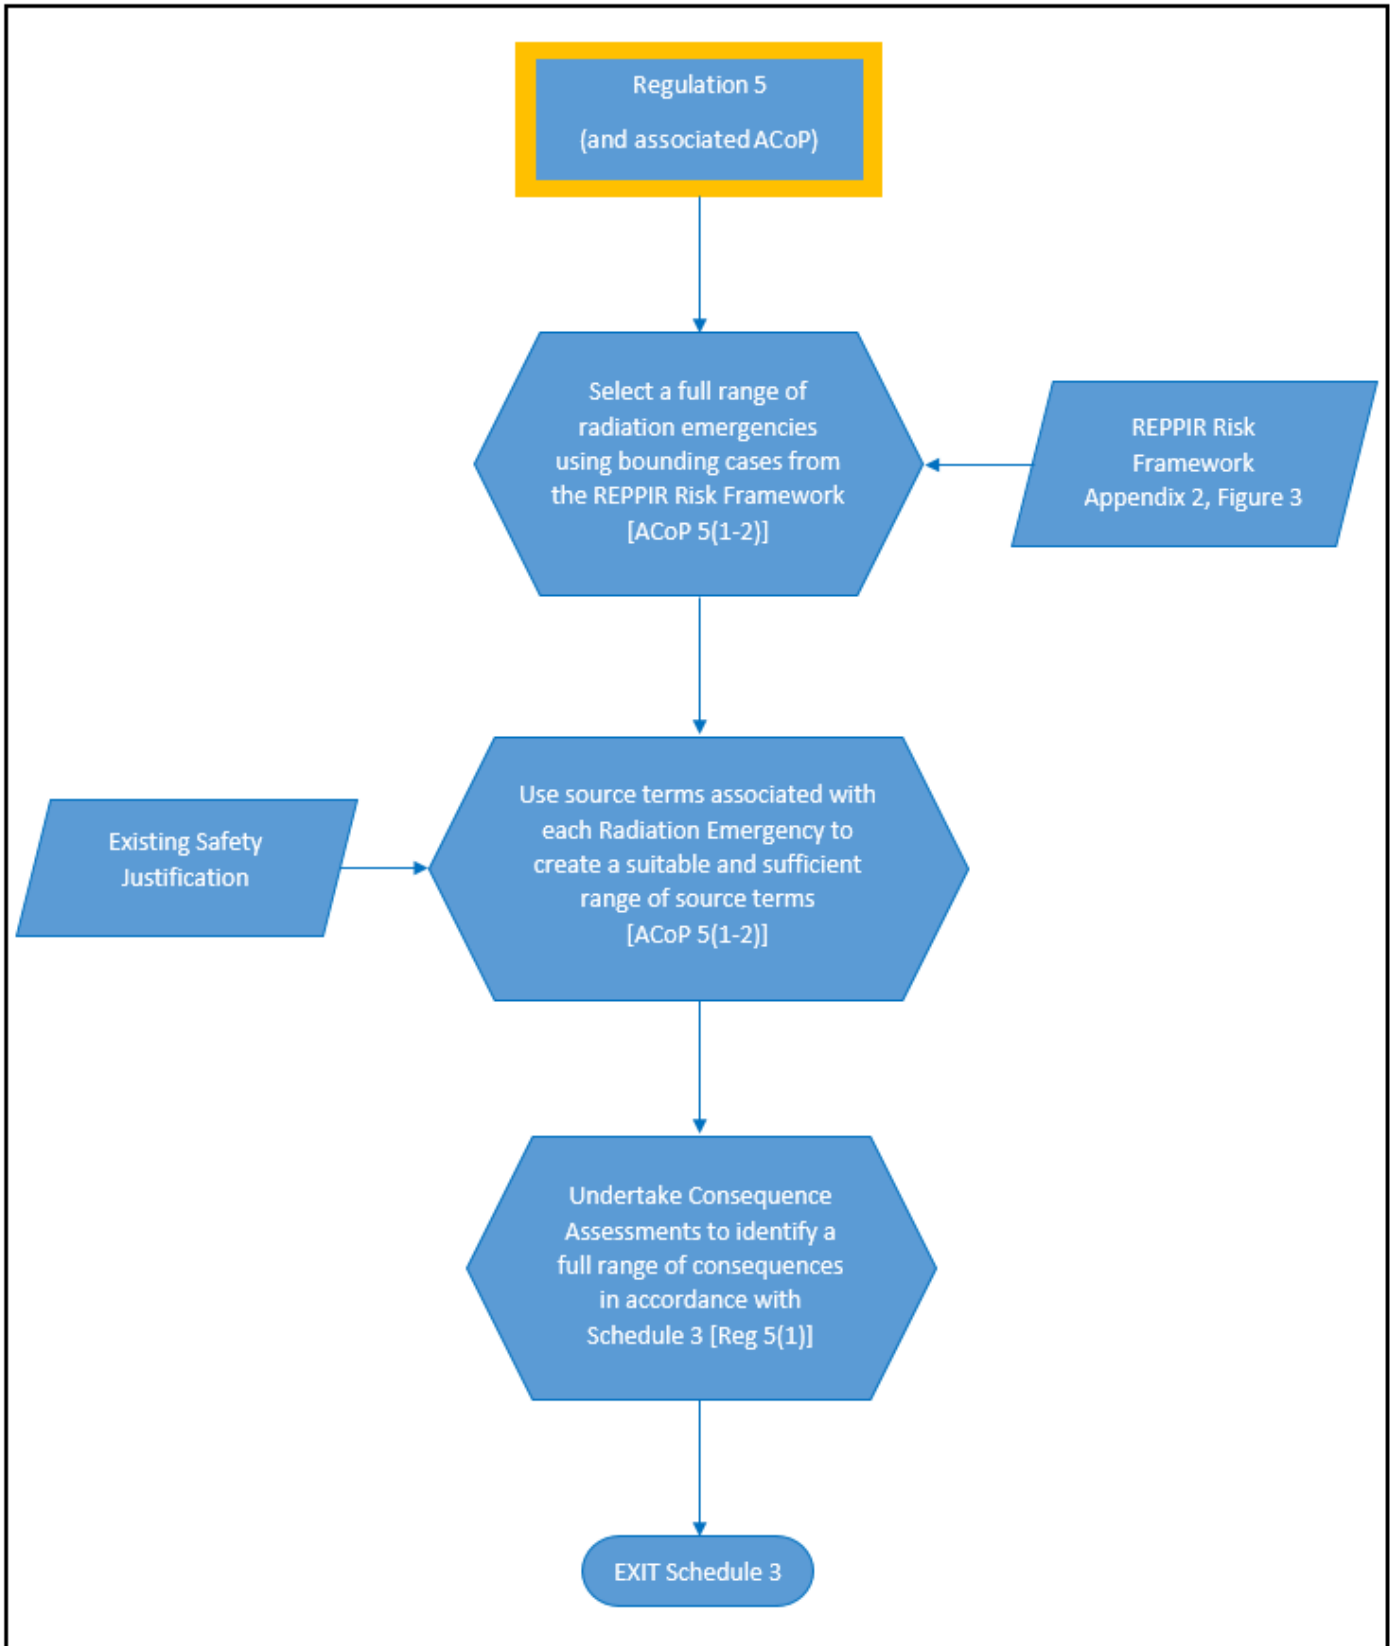 Regulation 5
(and associated ACoP)
Select a full range of
radiation emergencies
using bounding cases from
the REPPIR Risk Framework
[ACoP 5(1-2)]
REPPIR Risk
Framework
Appendix 2, Figure 3
Existing Safety
Justification
Use source terms associated with
each Radiation Emergency to
create a suitable and sufficient
range of source terms
[ACoP 5(1-2)]
Undertake Consequence
Assessments to identify a
full range of consequences
in accordance with
Schedule 3 [Reg 5(1)]
EXIT Schedule 3